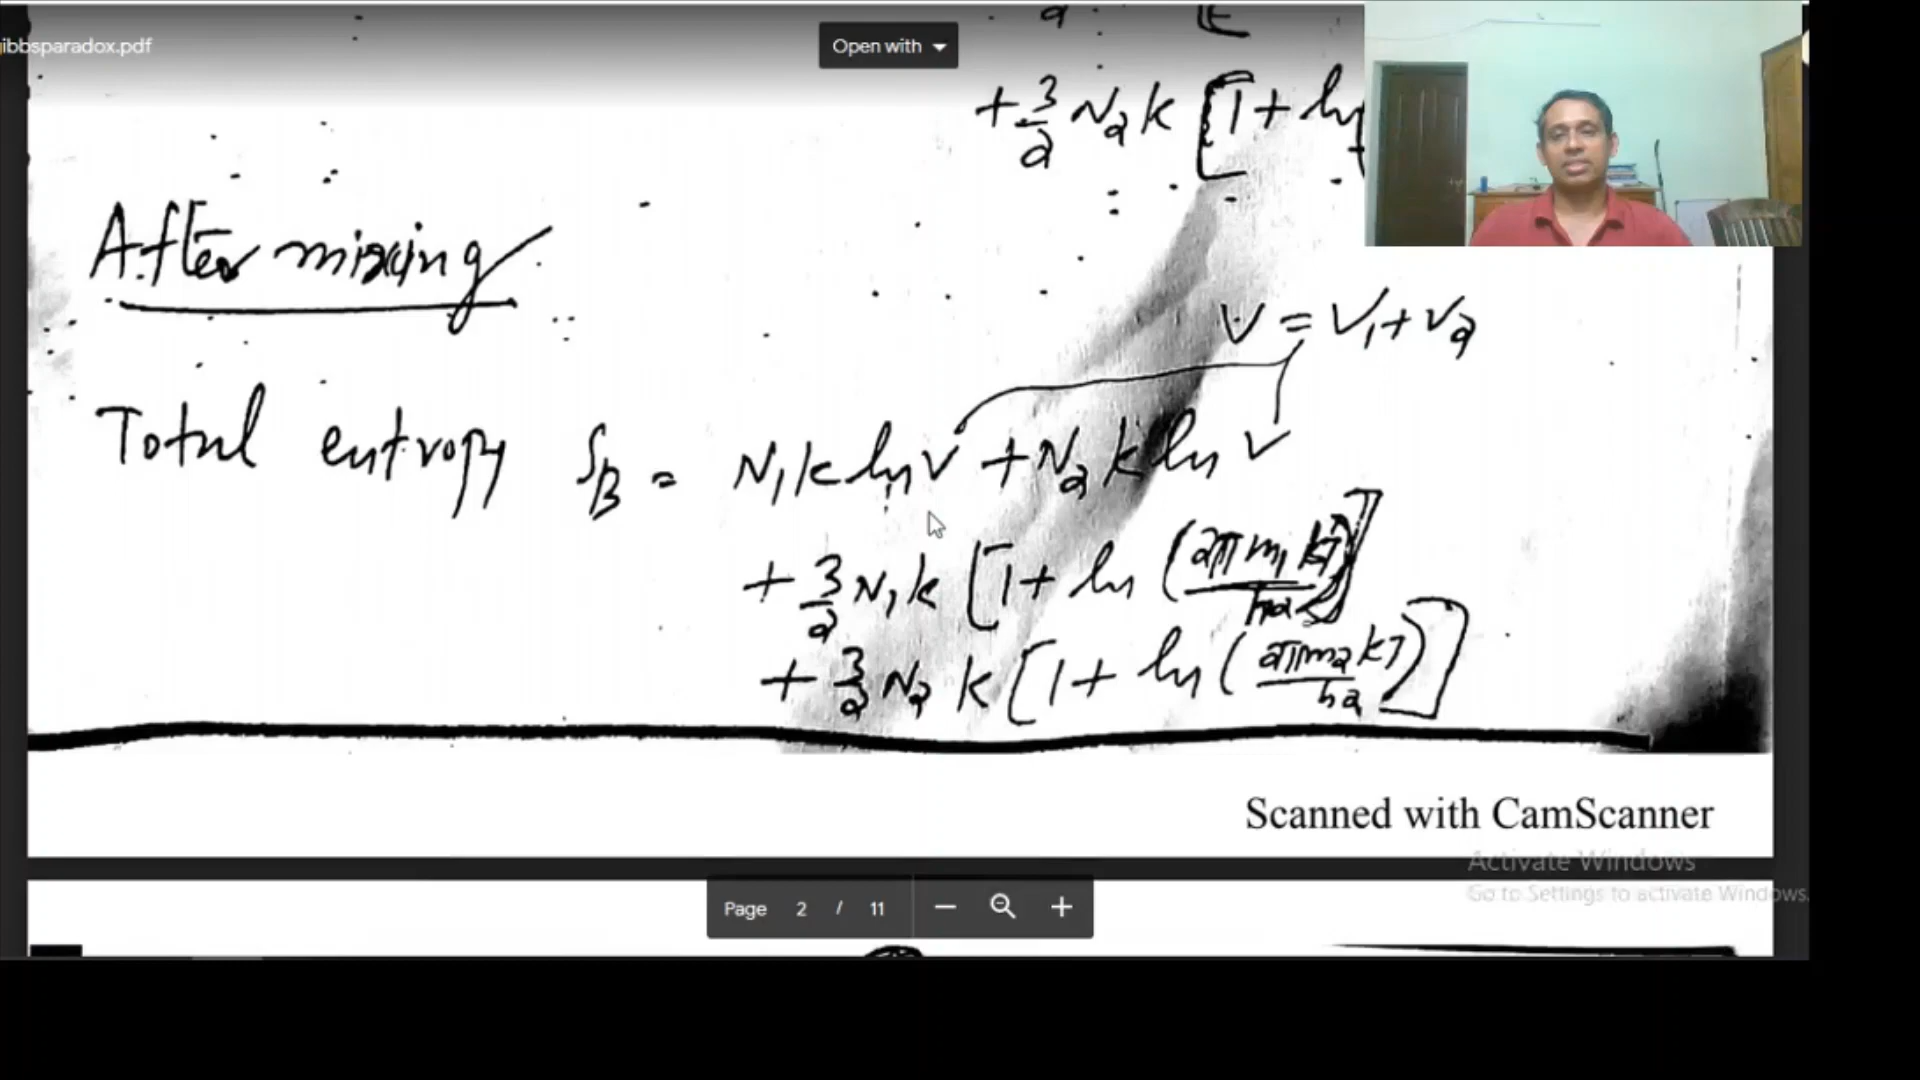 ibbsparadox.pdf
Open with
+ 3/2 N₂ k [1 + ln
After mixing
V = V₁ + V₂
Total entropy S_B = N₁ k ln V + N₂ k ln V
+ 3/2 N₁ k [1 + ln (2πm₁kT/h²)]
+ 3/2 N₂ k [1 + ln (2πm₂kT/h²)]
Scanned with CamScanner
Activate Windows
Go to Settings to activate Windows.
Page 2 / 11